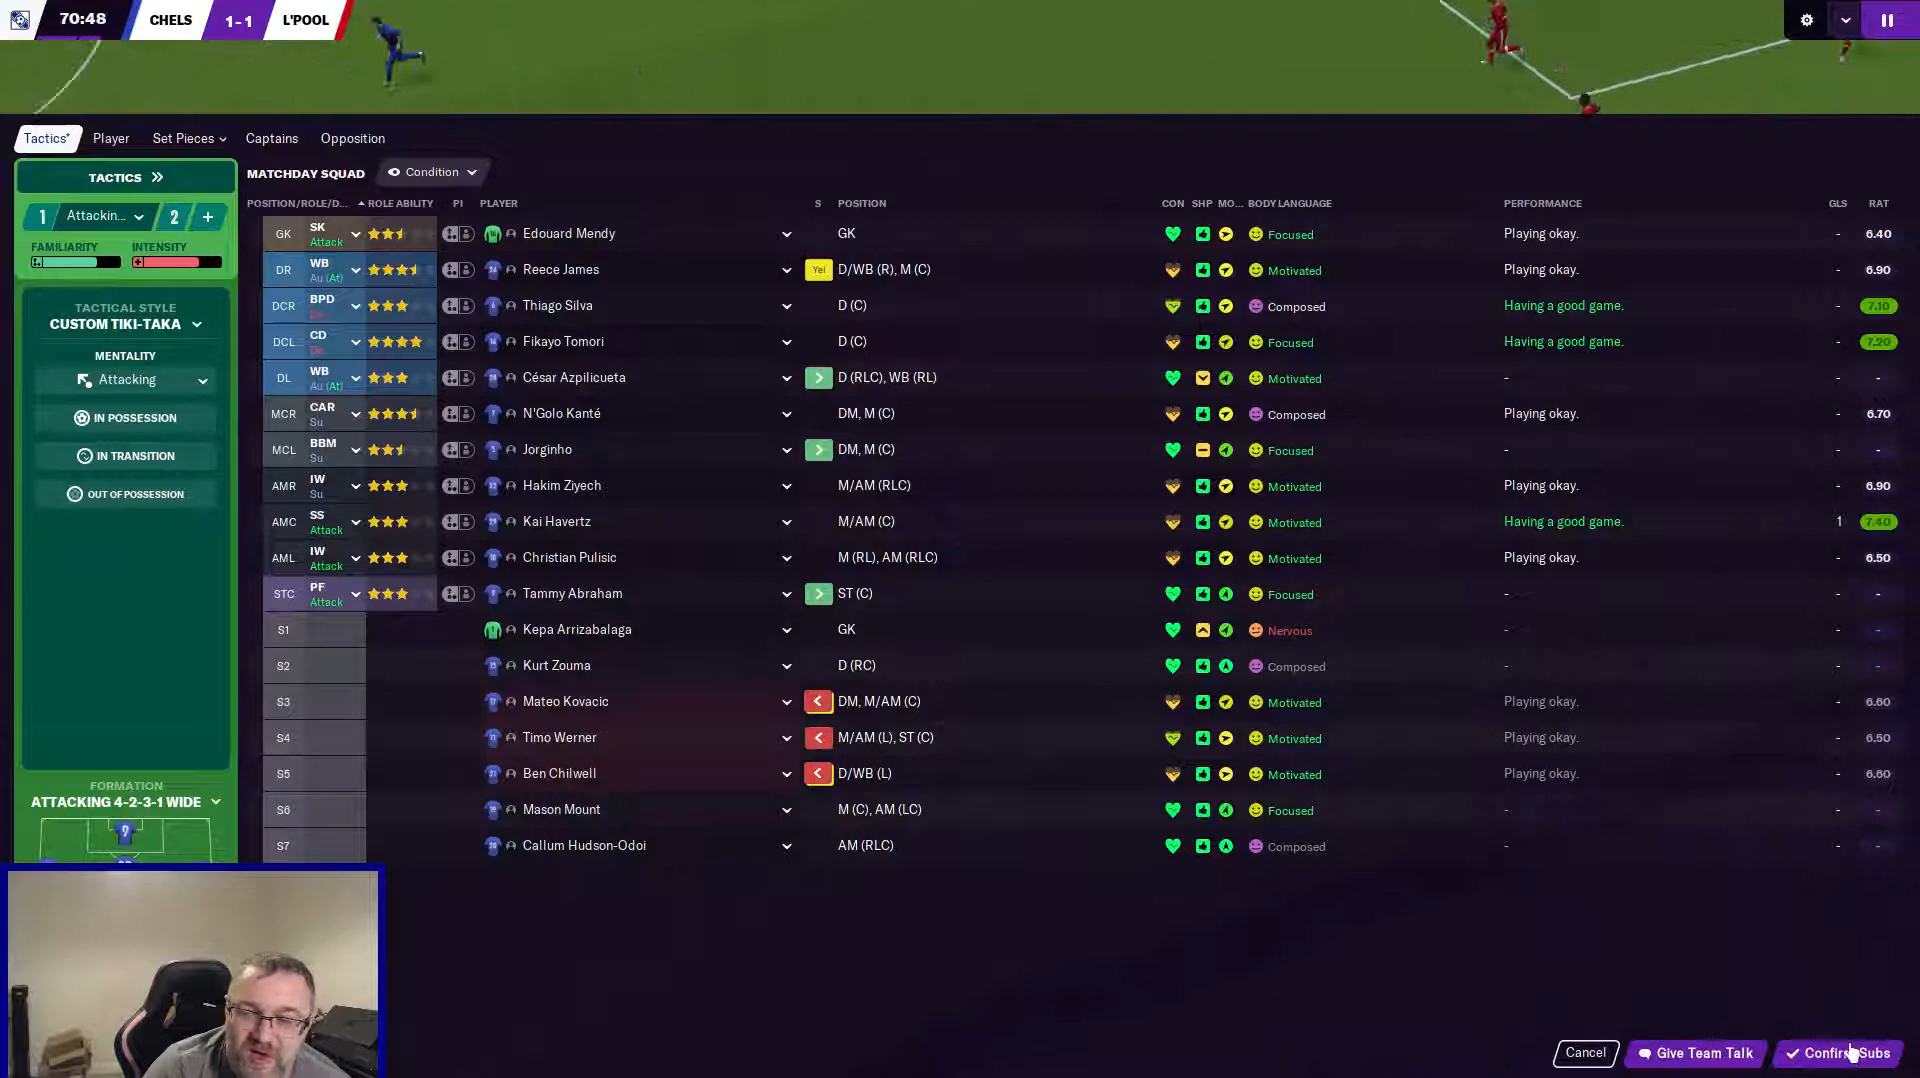 70:48 CHELS 1-1 L'POOL
Tactics* Player Set Pieces Captains Opposition
TACTICS
1 Attackin... 2 +
FAMILIARITY INTENSITY
TACTICAL STYLE
CUSTOM TIKI-TAKA
MENTALITY
Attacking
IN POSSESSION
IN TRANSITION
OUT OF POSSESSION
FORMATION
ATTACKING 4-2-3-1 WIDE
9
MATCHDAY SQUAD Condition
POSITION/ROLE/D... ROLE ABILITY PI PLAYER S POSITION CON SHP MO... BODY LANGUAGE PERFORMANCE GLS RAT
GK SK Attack Edouard Mendy GK Focused Playing okay. - 6.40
DR WB Au (At) Reece James Yel D/WB (R), M (C) Motivated Playing okay. - 6.90
DCR BPD De Thiago Silva D (C) Composed Having a good game. - 7.10
DCL CD De Fikayo Tomori D (C) Focused Having a good game. - 7.20
DL WB Au (At) César Azpilicueta D (RLC), WB (RL) Motivated - - -
MCR CAR Su N'Golo Kanté DM, M (C) Composed Playing okay. - 6.70
MCL BBM Su Jorginho DM, M (C) Focused - - -
AMR IW Su Hakim Ziyech M/AM (RLC) Motivated Playing okay. - 6.90
AMC SS Attack Kai Havertz M/AM (C) Motivated Having a good game. 1 7.40
AML IW Attack Christian Pulisic M (RL), AM (RLC) Motivated Playing okay. - 6.50
STC PF Attack Tammy Abraham ST (C) Focused - - -
S1 Kepa Arrizabalaga GK Nervous - - -
S2 Kurt Zouma D (RC) Composed - - -
S3 Mateo Kovacic DM, M/AM (C) Motivated Playing okay. - 6.60
S4 Timo Werner M/AM (L), ST (C) Motivated Playing okay. - 6.50
S5 Ben Chilwell D/WB (L) Motivated Playing okay. - 6.60
S6 Mason Mount M (C), AM (LC) Focused - - -
S7 Callum Hudson-Odoi AM (RLC) Composed - - -
Cancel Give Team Talk Confirm Subs